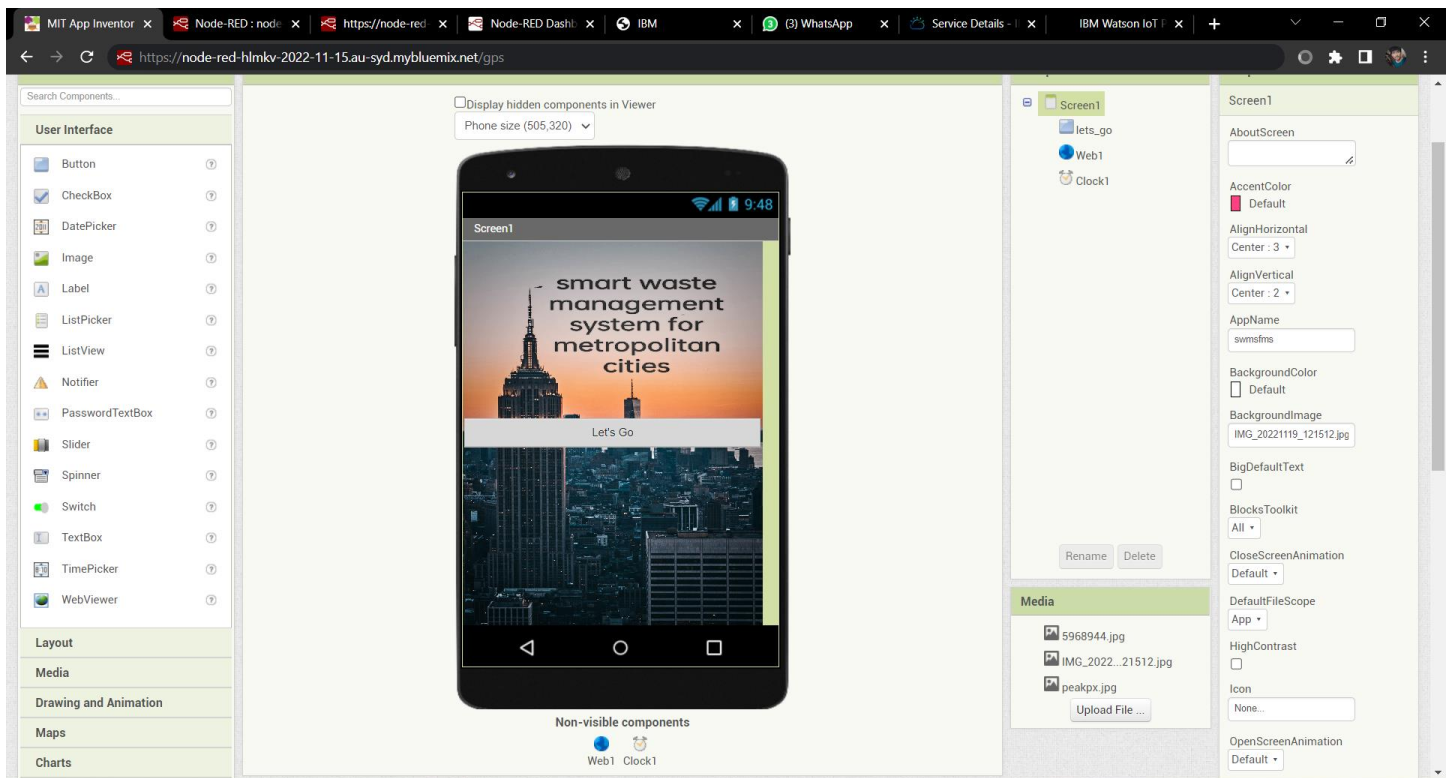 MIT App Inventor
Node-RED : node
https://node-red-
Node-RED Dashb
IBM
(3) WhatsApp
Service Details - I
IBM Watson IoT P
https://node-red-hlmkv-2022-11-15.au-syd.mybluemix.net/gps
Search Components...
User Interface
Button
CheckBox
DatePicker
Image
Label
ListPicker
ListView
Notifier
PasswordTextBox
Slider
Spinner
Switch
TextBox
TimePicker
WebViewer
Layout
Media
Drawing and Animation
Maps
Charts
Display hidden components in Viewer
Phone size (505,320)
9:48
Screen1
smart waste
management
system for
metropolitan
cities
Let's Go
Non-visible components
Web1 Clock1
Screen1
lets_go
Web1
Clock1
Rename Delete
Media
5968944.jpg
IMG_2022...21512.jpg
peakpx.jpg
Upload File ...
Screen1
AboutScreen
AccentColor
Default
AlignHorizontal
Center : 3
AlignVertical
Center : 2
AppName
swmsfms
BackgroundColor
Default
BackgroundImage
IMG_20221119_121512.jpg
BigDefaultText
BlocksToolkit
All
CloseScreenAnimation
Default
DefaultFileScope
App
HighContrast
Icon
None...
OpenScreenAnimation
Default